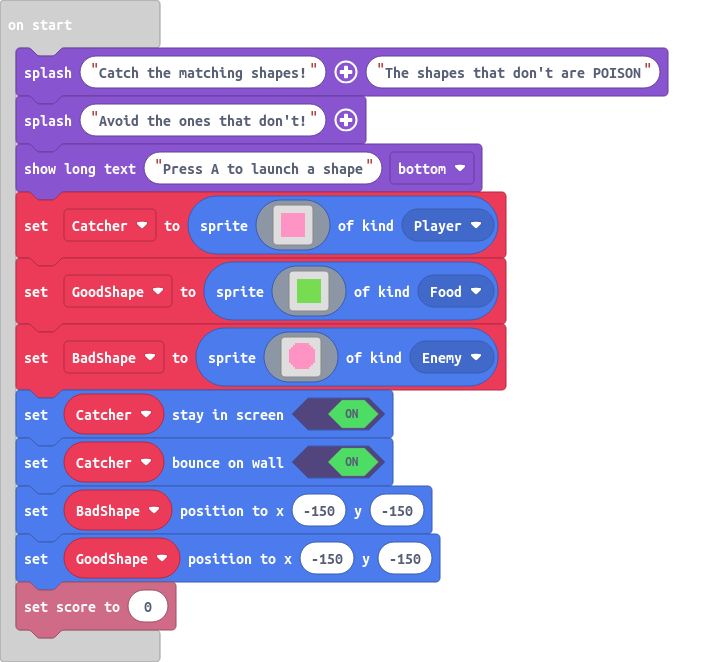 on start
splash "Catch the matching shapes!" "The shapes that don't are POISON"
splash "Avoid the ones that don't!"
show long text "Press A to launch a shape" bottom
set Catcher to sprite of kind Player
set GoodShape to sprite of kind Food
set BadShape to sprite of kind Enemy
set Catcher stay in screen ON
set Catcher bounce on wall ON
set BadShape position to x -150 y -150
set GoodShape position to x -150 y -150
set score to 0